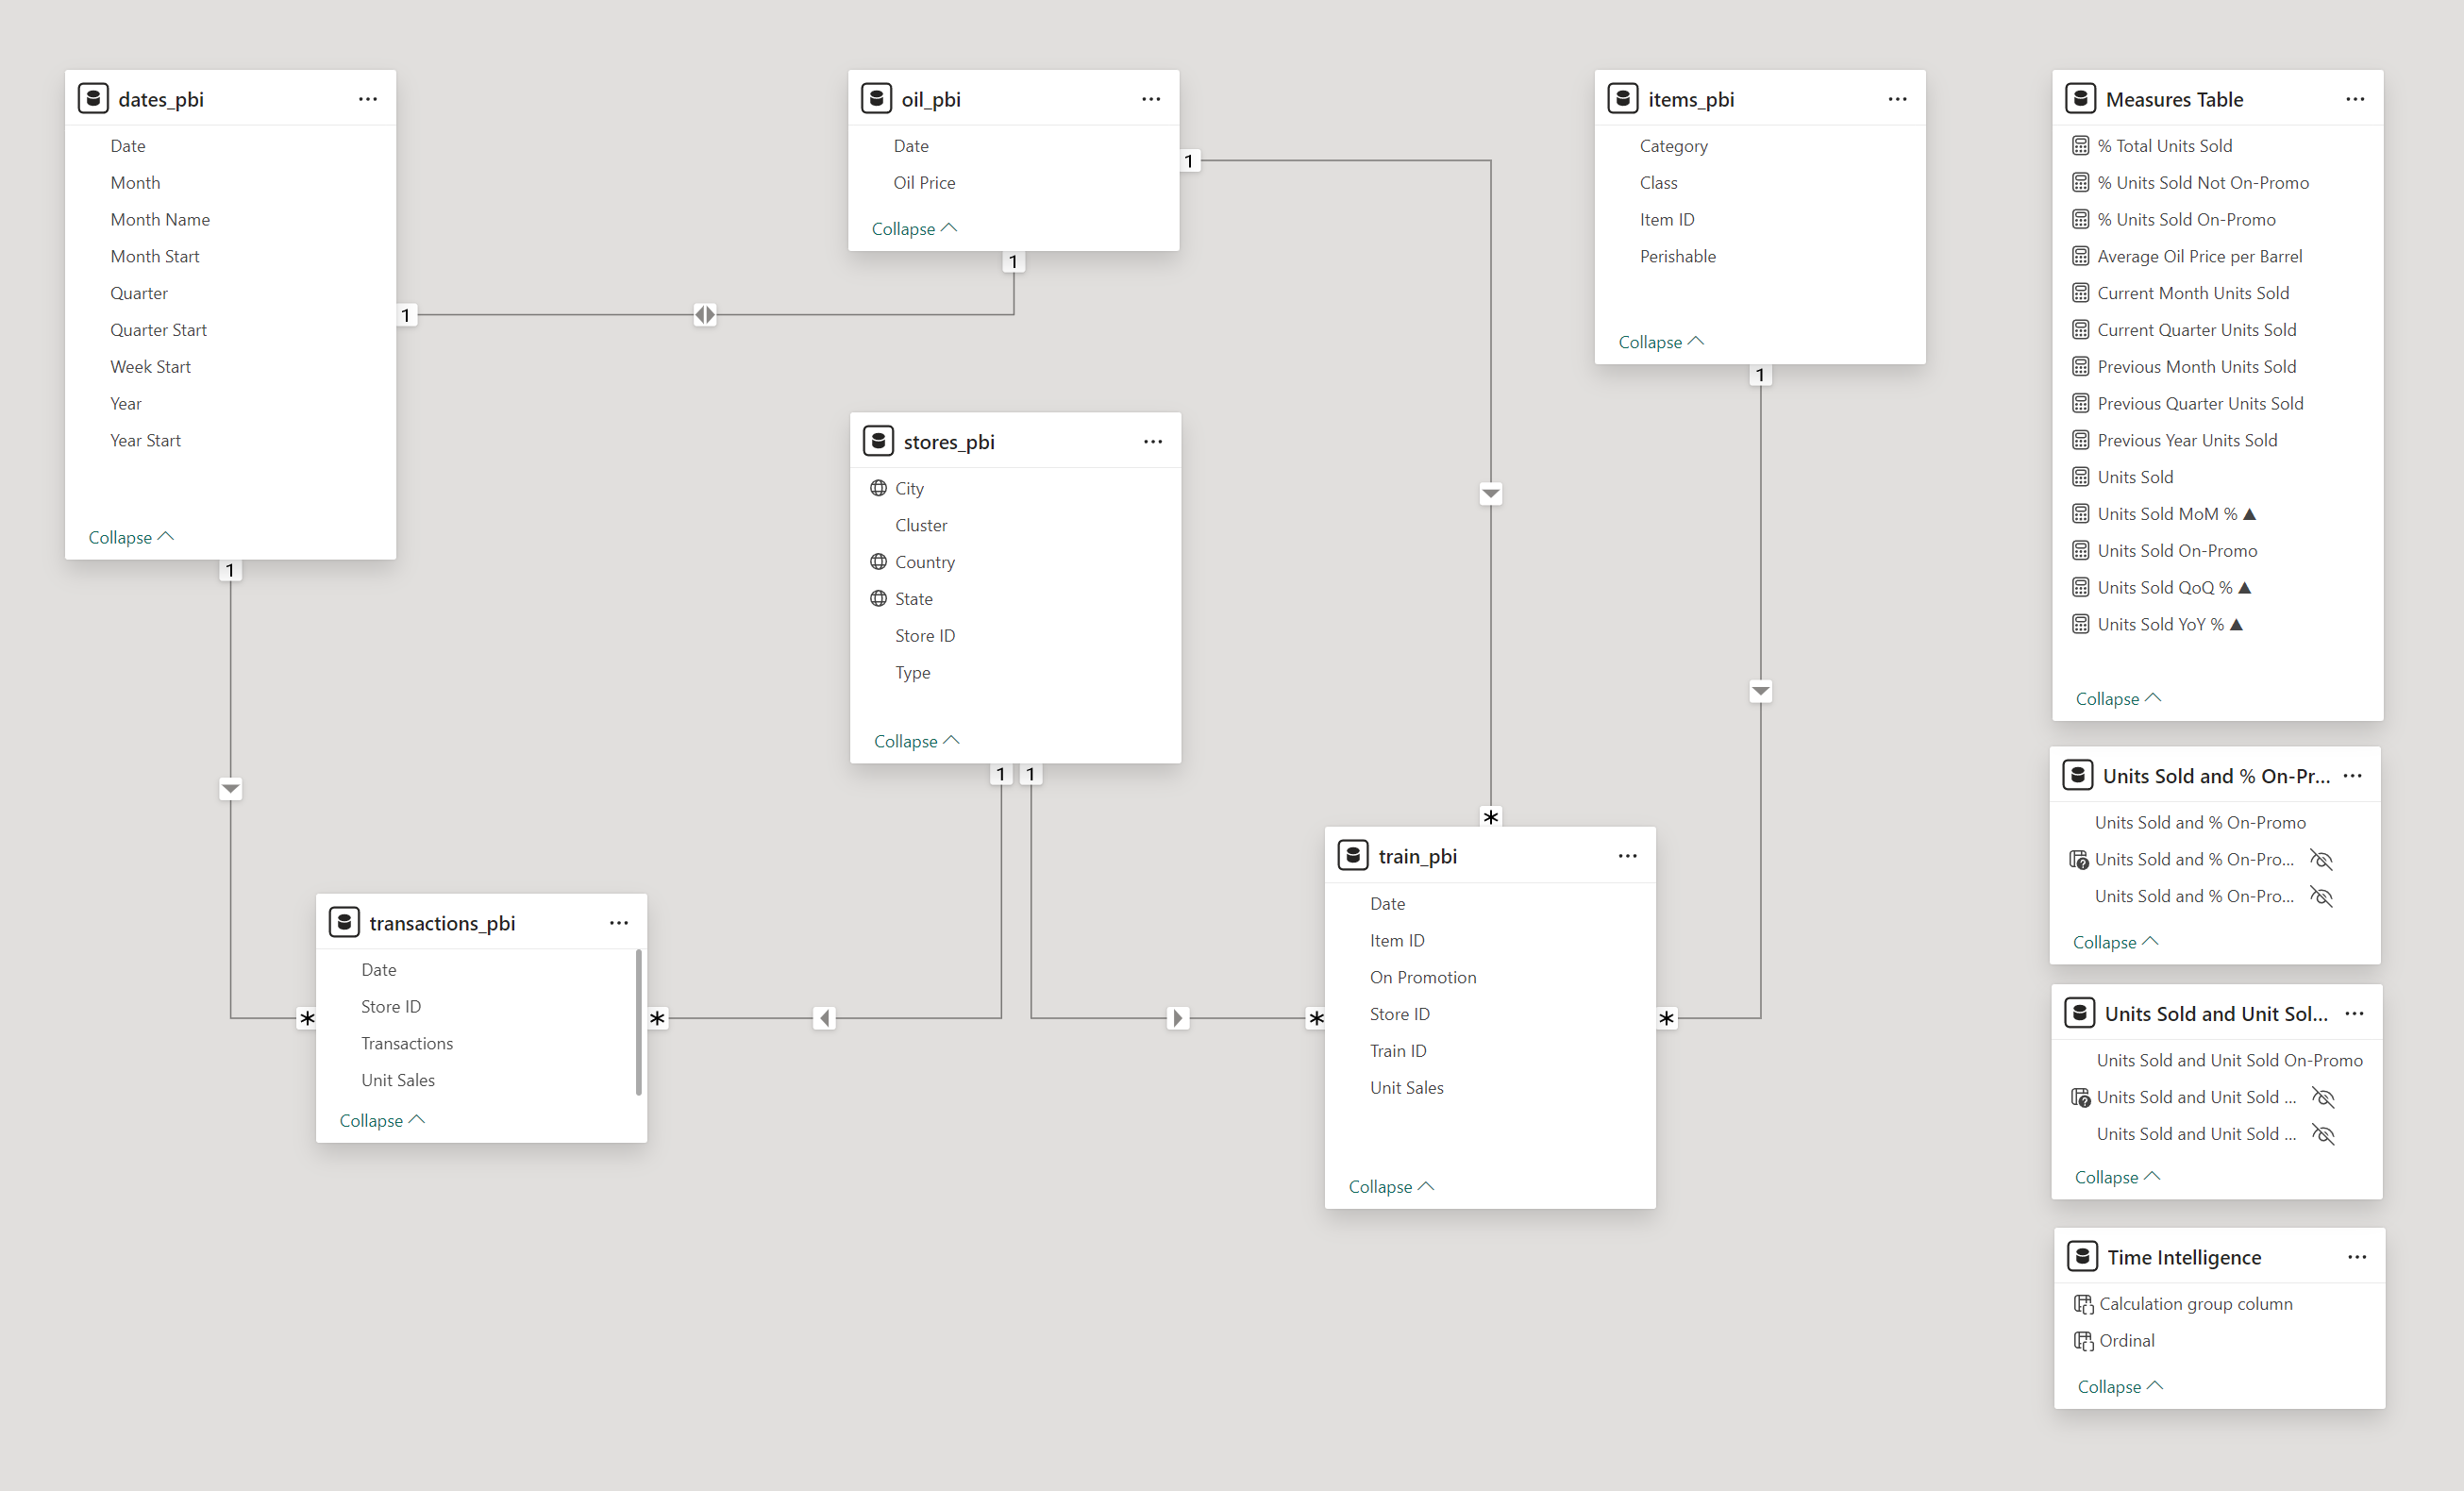 dates_pbi
Date
Month
Month Name
Month Start
Quarter
Quarter Start
Week Start
Year
Year Start
Collapse
1
1
oil_pbi
Date
Oil Price
Collapse
1
1
stores_pbi
City
Cluster
Country
State
Store ID
Type
Collapse
1
1
items_pbi
Category
Class
Item ID
Perishable
Collapse
1
transactions_pbi
Date
Store ID
Transactions
Unit Sales
Collapse
*
*
train_pbi
Date
Item ID
On Promotion
Store ID
Train ID
Unit Sales
Collapse
*
*
*
Measures Table
% Total Units Sold
% Units Sold Not On-Promo
% Units Sold On-Promo
Average Oil Price per Barrel
Current Month Units Sold
Current Quarter Units Sold
Previous Month Units Sold
Previous Quarter Units Sold
Previous Year Units Sold
Units Sold
Units Sold MoM % ▲
Units Sold On-Promo
Units Sold QoQ % ▲
Units Sold YoY % ▲
Collapse
Units Sold and % On-Pr...
Units Sold and % On-Promo
Units Sold and % On-Pro...
Units Sold and % On-Pro...
Collapse
Units Sold and Unit Sol...
Units Sold and Unit Sold On-Promo
Units Sold and Unit Sold ...
Units Sold and Unit Sold ...
Collapse
Time Intelligence
Calculation group column
Ordinal
Collapse